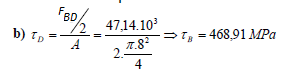 b) τ_D = (F_BD/2)/A = 47,14.10³/(2.(π.8²/4)) ⇒ τ_B = 468,91 MPa